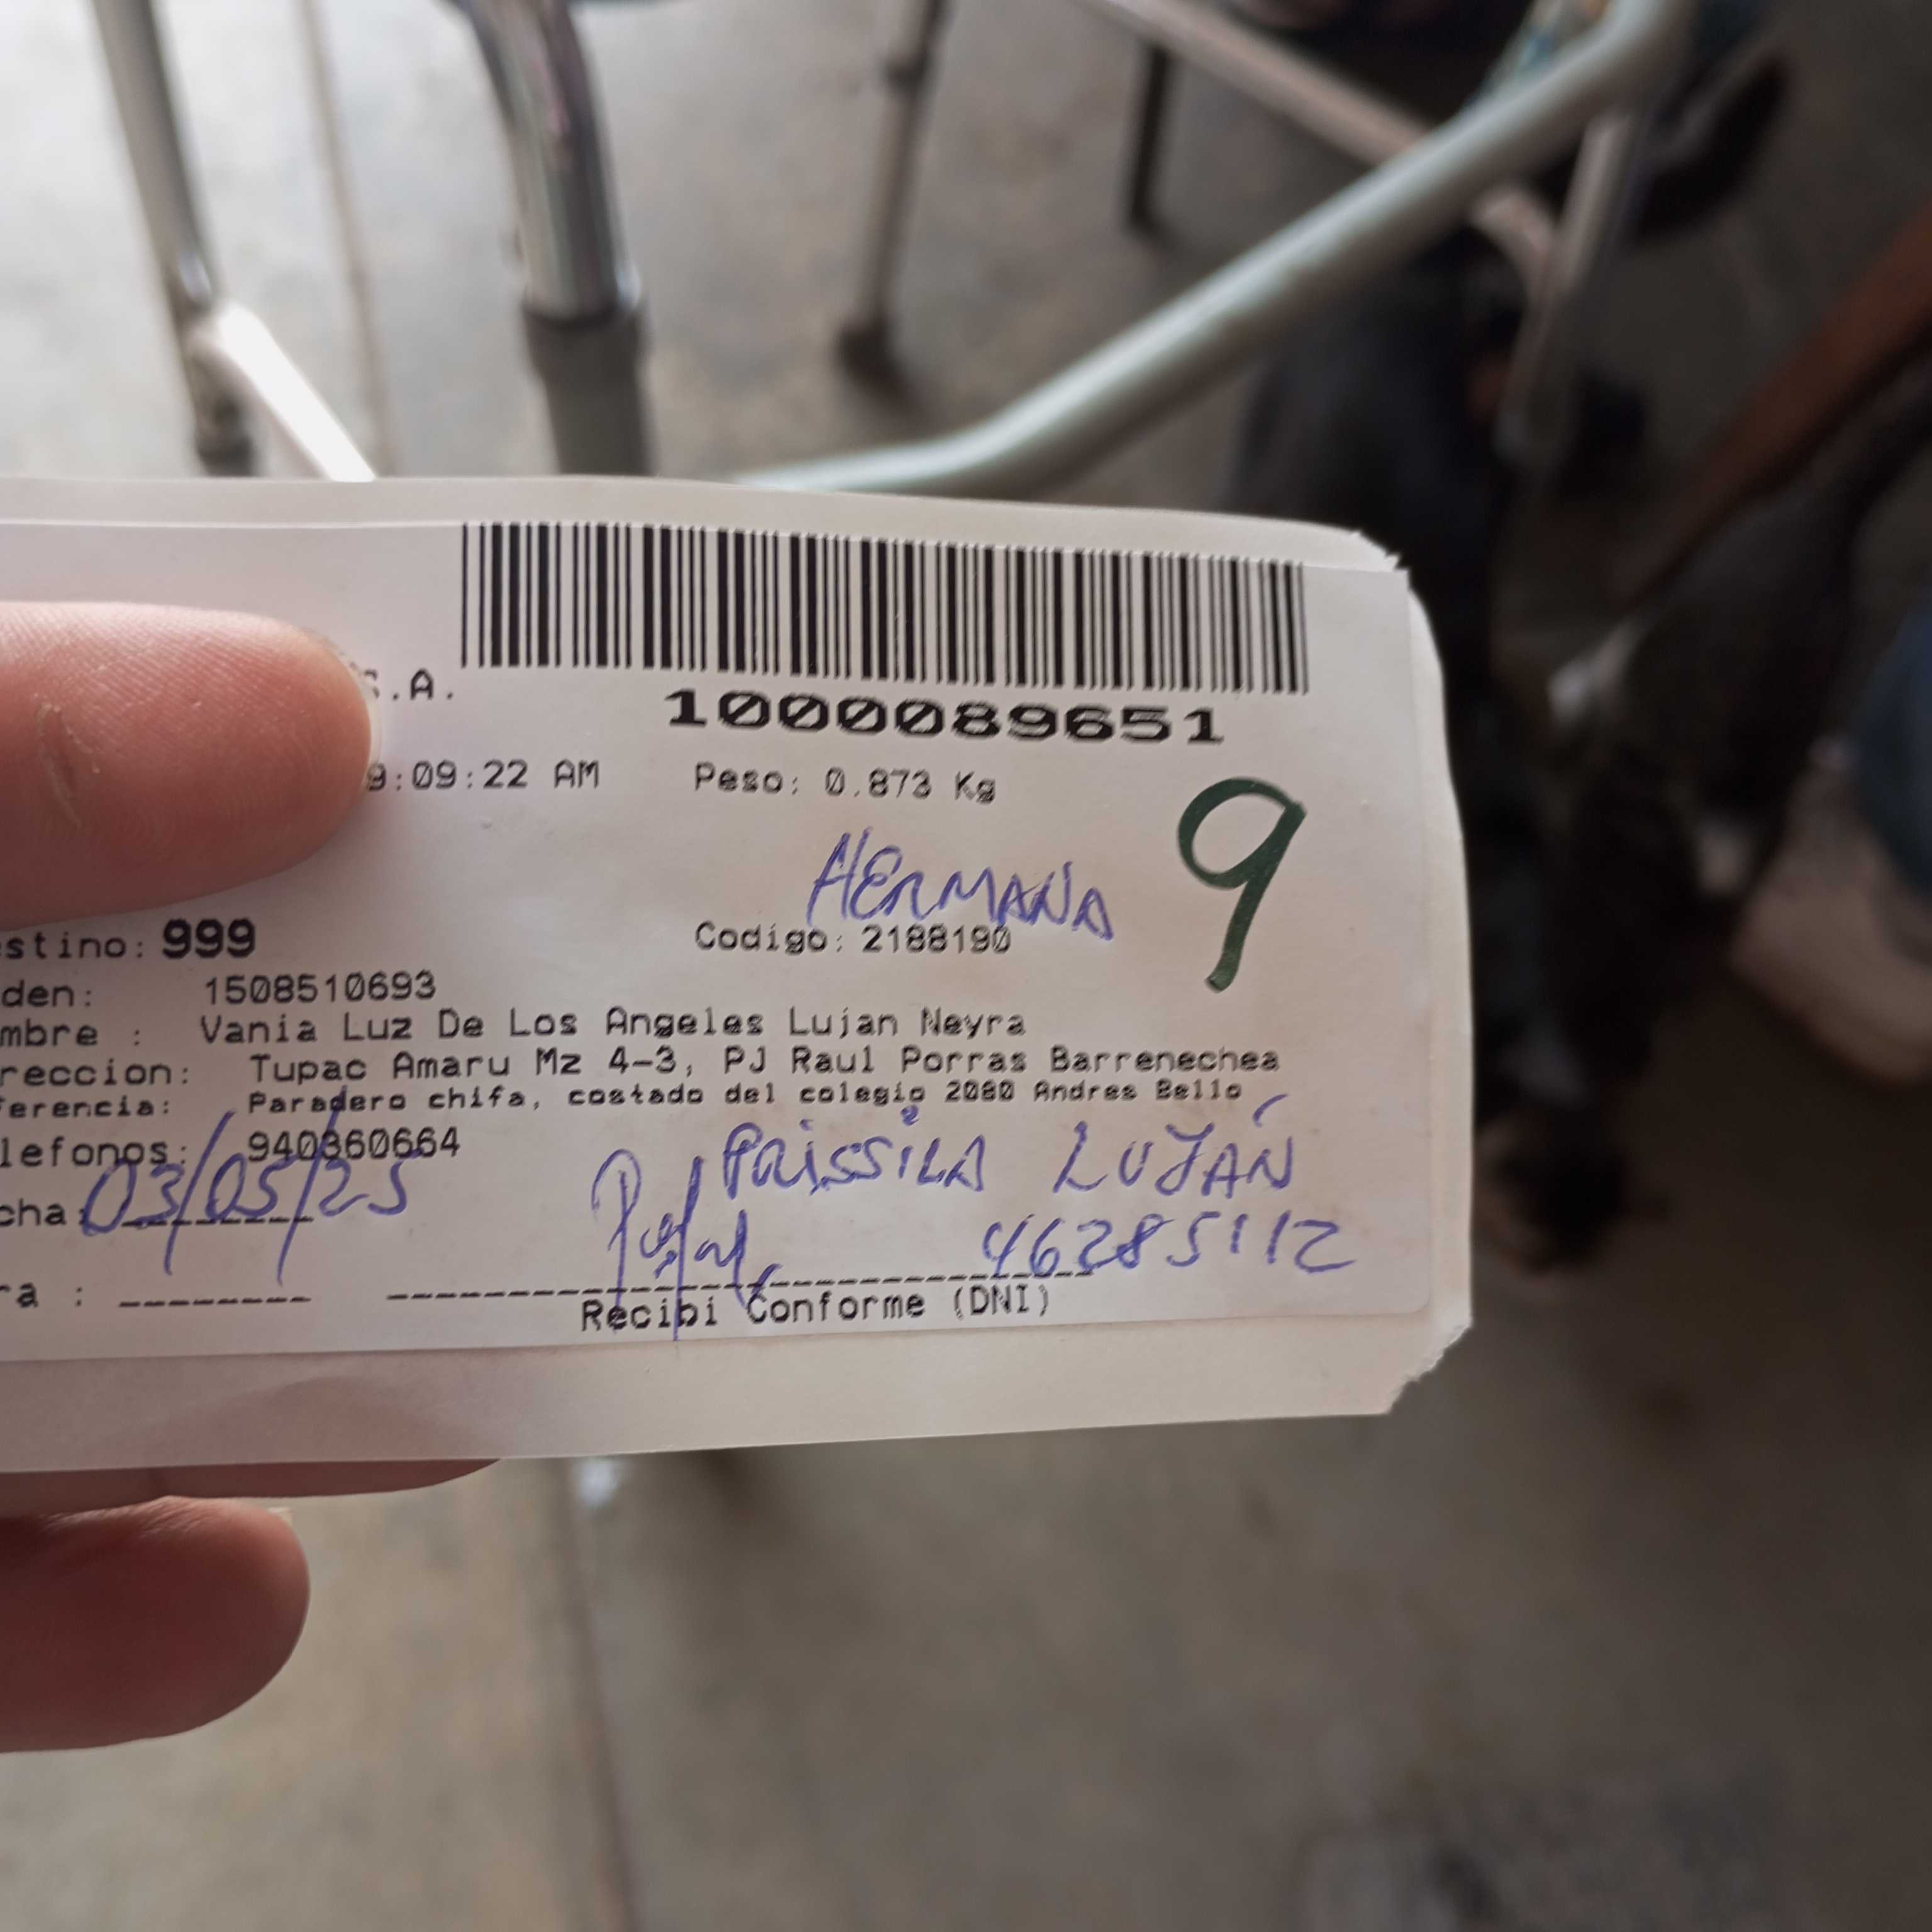 S.A.
1000089651
9:09:22 AM Peso: 0.873 Kg
9
HERMANA
stino: 999 Codigo: 2188190
den: 1508510693
mbre : Vania Luz De Los Angeles Lujan Neyra
reccion: Tupac Amaru Mz 4-3, PJ Raul Porras Barrenechea
ferencia: Paradero chifa, costado del colegio 2080 Andres Bello
lefonos: 940360664
PRISSILA LUJÁN
cha: 03/05/25
46285112
ra :
Recibi Conforme (DNI)